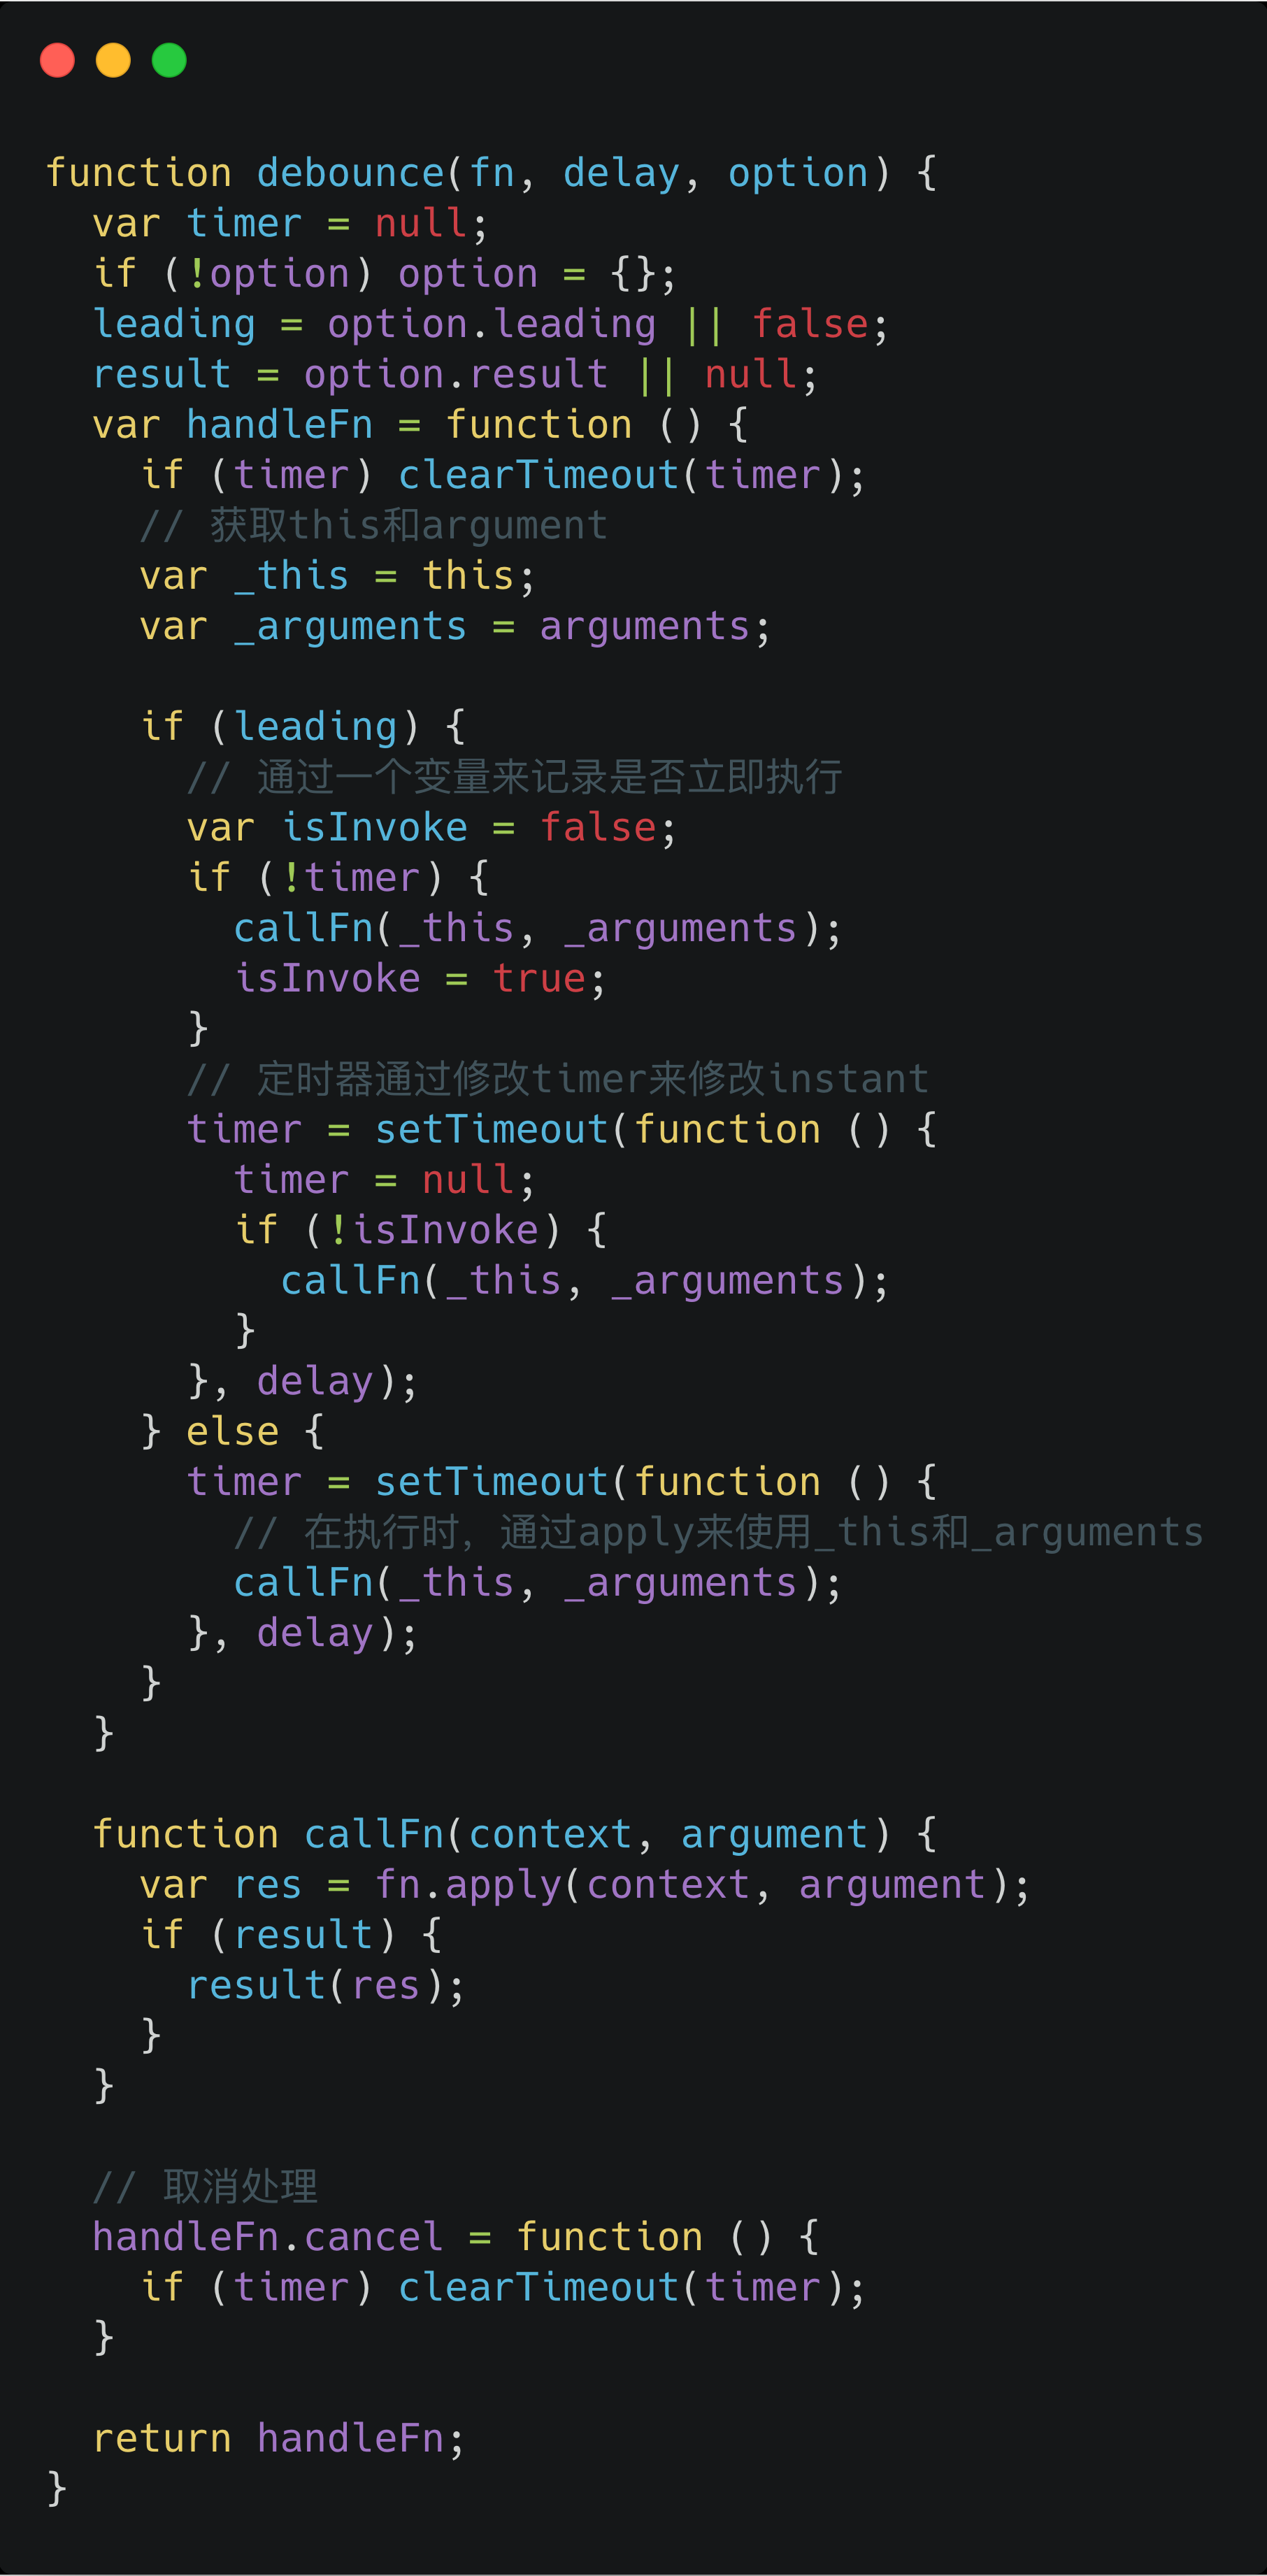 function debounce(fn, delay, option) {
  var timer = null;
  if (!option) option = {};
  leading = option.leading || false;
  result = option.result || null;
  var handleFn = function () {
    if (timer) clearTimeout(timer);
    // 获取this和argument
    var _this = this;
    var _arguments = arguments;

    if (leading) {
      // 通过一个变量来记录是否立即执行
      var isInvoke = false;
      if (!timer) {
        callFn(_this, _arguments);
        isInvoke = true;
      }
      // 定时器通过修改timer来修改instant
      timer = setTimeout(function () {
        timer = null;
        if (!isInvoke) {
          callFn(_this, _arguments);
        }
      }, delay);
    } else {
      timer = setTimeout(function () {
        // 在执行时，通过apply来使用_this和_arguments
        callFn(_this, _arguments);
      }, delay);
    }
  }

  function callFn(context, argument) {
    var res = fn.apply(context, argument);
    if (result) {
      result(res);
    }
  }

  // 取消处理
  handleFn.cancel = function () {
    if (timer) clearTimeout(timer);
  }

  return handleFn;
}